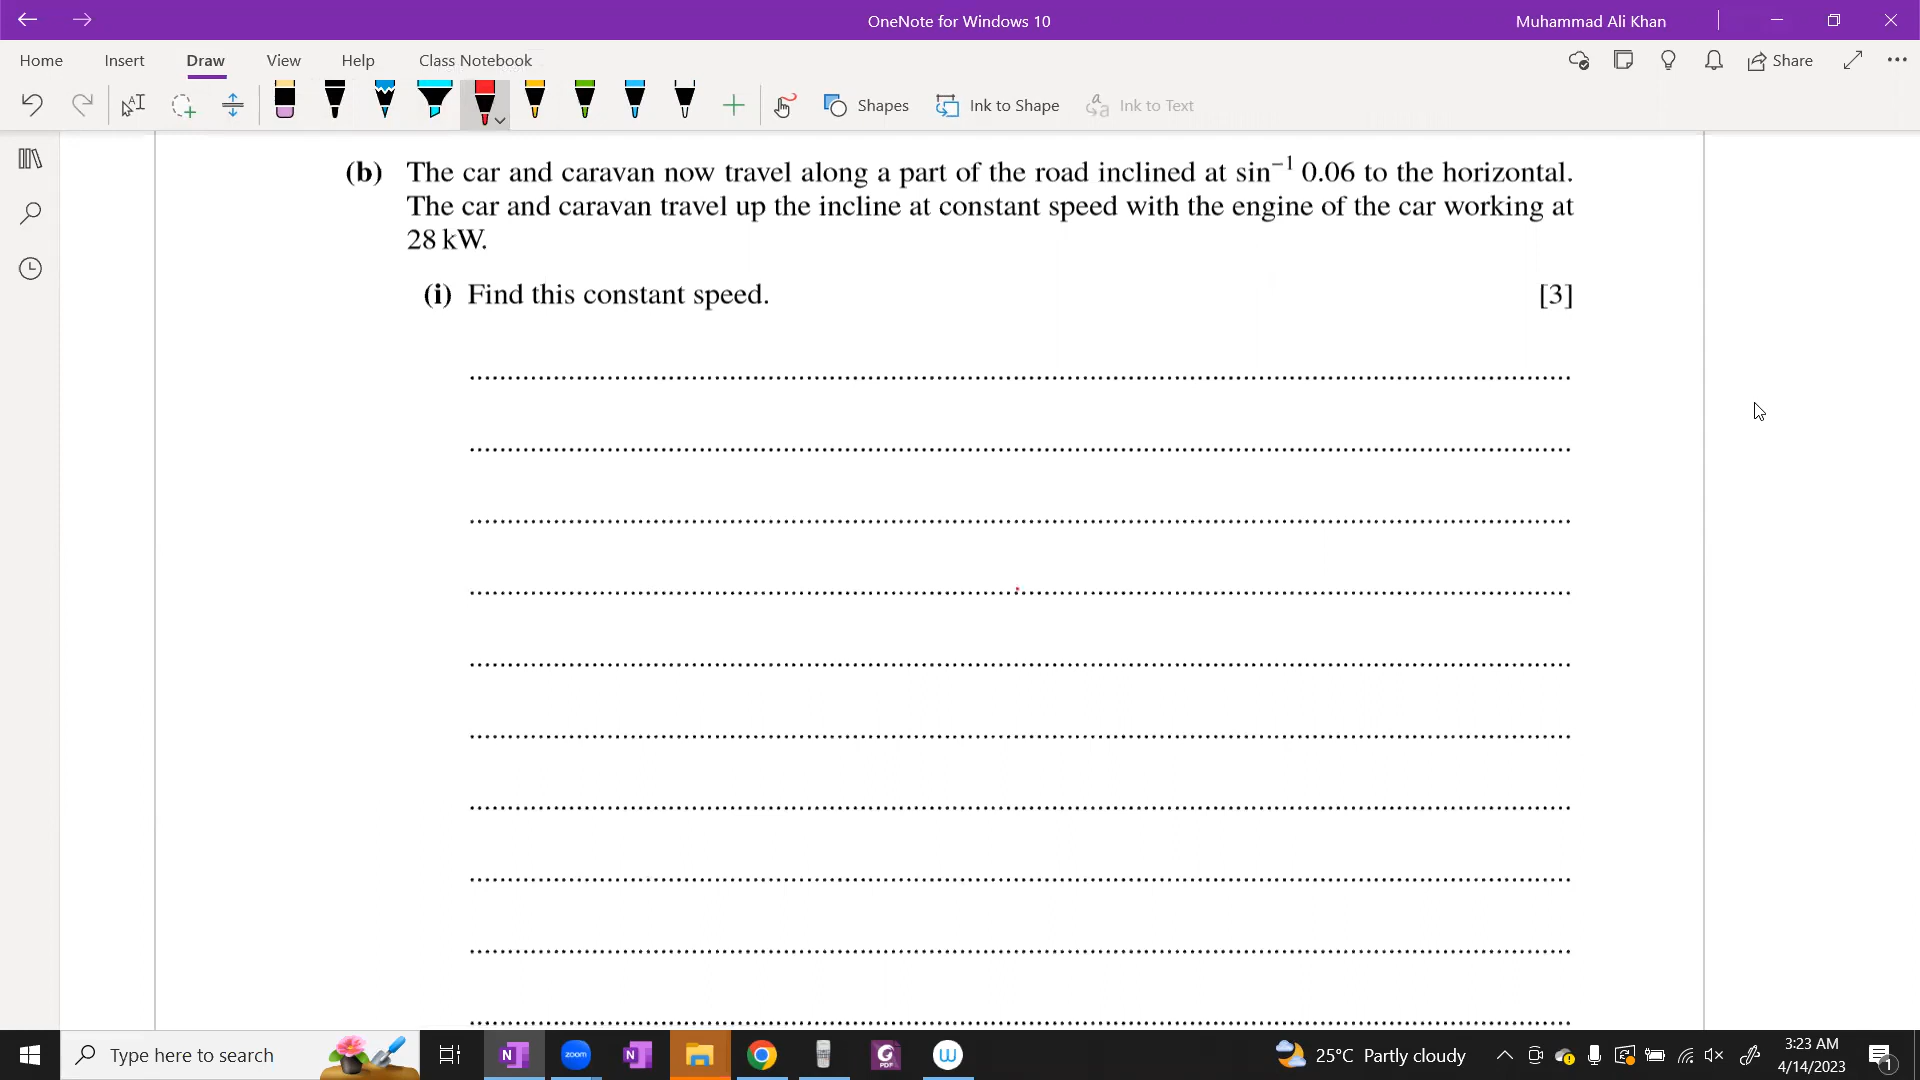 OneNote for Windows 10
Muhammad Ali Khan
Home Insert Draw View Help Class Notebook
Share
Shapes Ink to Shape Ink to Text
(b) The car and caravan now travel along a part of the road inclined at sin⁻¹ 0.06 to the horizontal.
The car and caravan travel up the incline at constant speed with the engine of the car working at
28 kW.
(i) Find this constant speed. [3]
Type here to search
zoom
PDF
W
25°C Partly cloudy
3:23 AM
4/14/2023
1